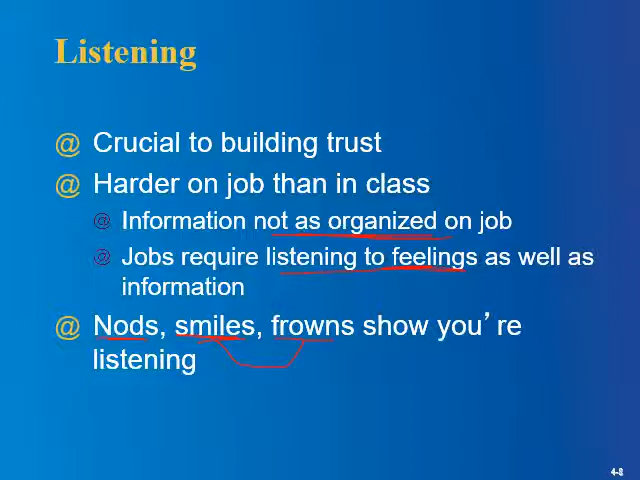 Listening
@ Crucial to building trust
@ Harder on job than in class
@ Information not as organized on job
@ Jobs require listening to feelings as well as
information
@ Nods, smiles, frowns show you’re
listening
4-8